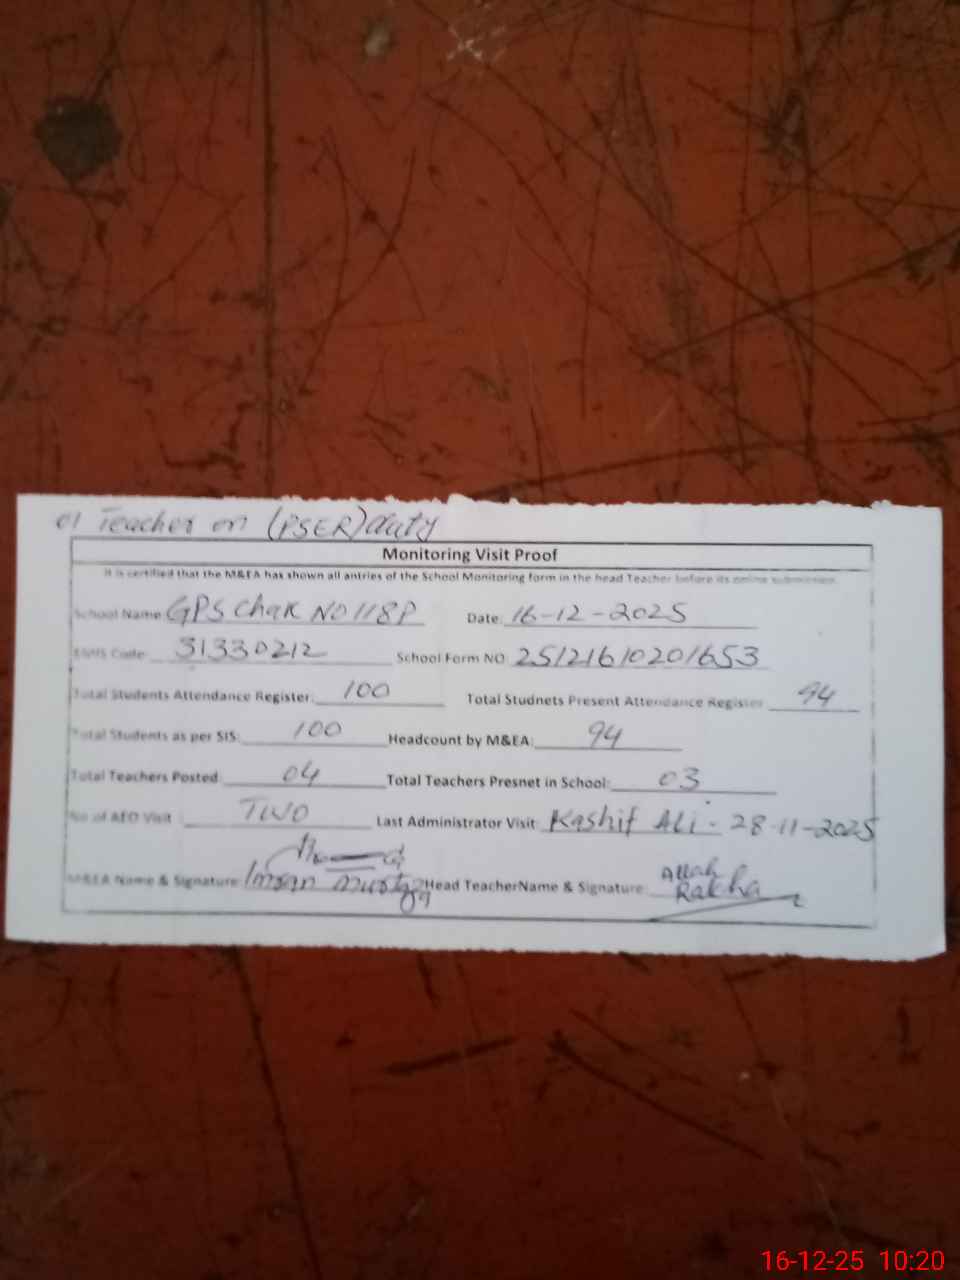 01 Teacher on (PSER) duty
Monitoring Visit Proof
It is certified that the M&EA has shown all antries of the School Monitoring form in the head Teacher before its online submission
School Name: GPS Chak NO 118P Date: 16-12-2025
EMIS Code: 31330212 School Form NO 25121610201653
Total Students Attendance Register: 100 Total Studnets Present Attendance Register 94
Total Students as per SIS: 100 Headcount by M&EA: 94
Total Teachers Posted: 04 Total Teachers Presnet in School: 03
No of AEO Visit: TWO Last Administrator Visit: Kashif Ali - 28-11-2025
M&EA Name & Signature: Imran Head TeacherName & Signature: Allah Rakha
16-12-25 10:20